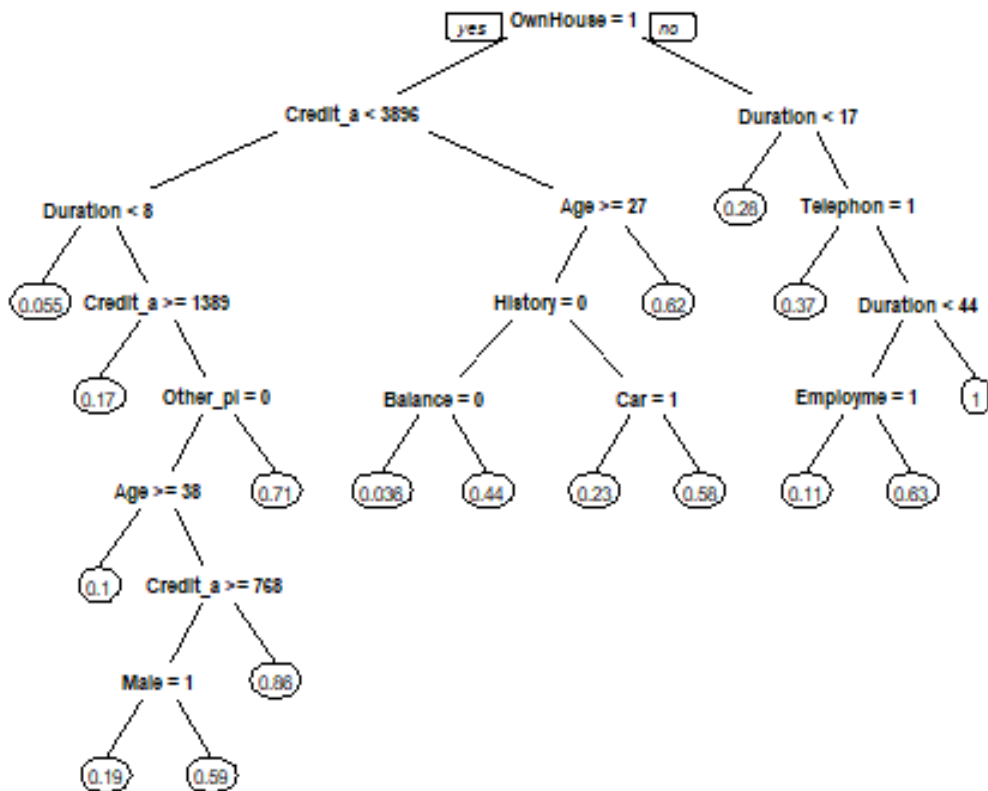 yes OwnHouse = 1 no
Credit_a < 3896 Duration < 17
Duration < 8 Age >= 27 0.28 Telephon = 1
0.055 Credit_a >= 1389 History = 0 0.62 0.37 Duration < 44
0.17 Other_pl = 0 Balance = 0 Car = 1 Employme = 1 1
Age >= 38 0.71 0.036 0.44 0.23 0.58 0.11 0.63
0.1 Credit_a >= 768
Male = 1 0.86
0.19 0.59